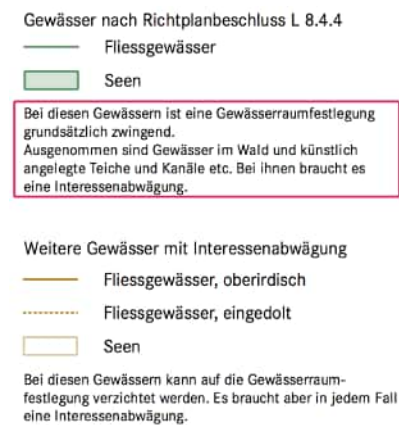 Gewässer nach Richtplanbeschluss L 8.4.4
Fliessgewässer
Seen
Bei diesen Gewässern ist eine Gewässerraumfestlegung
grundsätzlich zwingend.
Ausgenommen sind Gewässer im Wald und künstlich
angelegte Teiche und Kanäle etc. Bei ihnen braucht es
eine Interessenabwägung.
Weitere Gewässer mit Interessenabwägung
Fliessgewässer, oberirdisch
Fliessgewässer, eingedolt
Seen
Bei diesen Gewässern kann auf die Gewässerraum-
festlegung verzichtet werden. Es braucht aber in jedem Fall
eine Interessenabwägung.